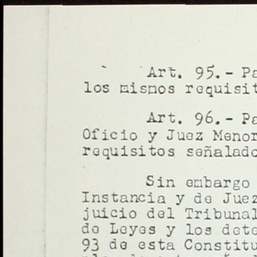 Art. 95.- Pa
los mismos requisit
Art. 96.- Pa
Oficio y Juez Menor
requisitos señalado
Sin embargo
Instancia y de Juez
juicio del Tribunal
de Leyes y los dete
93 de esta Constitu